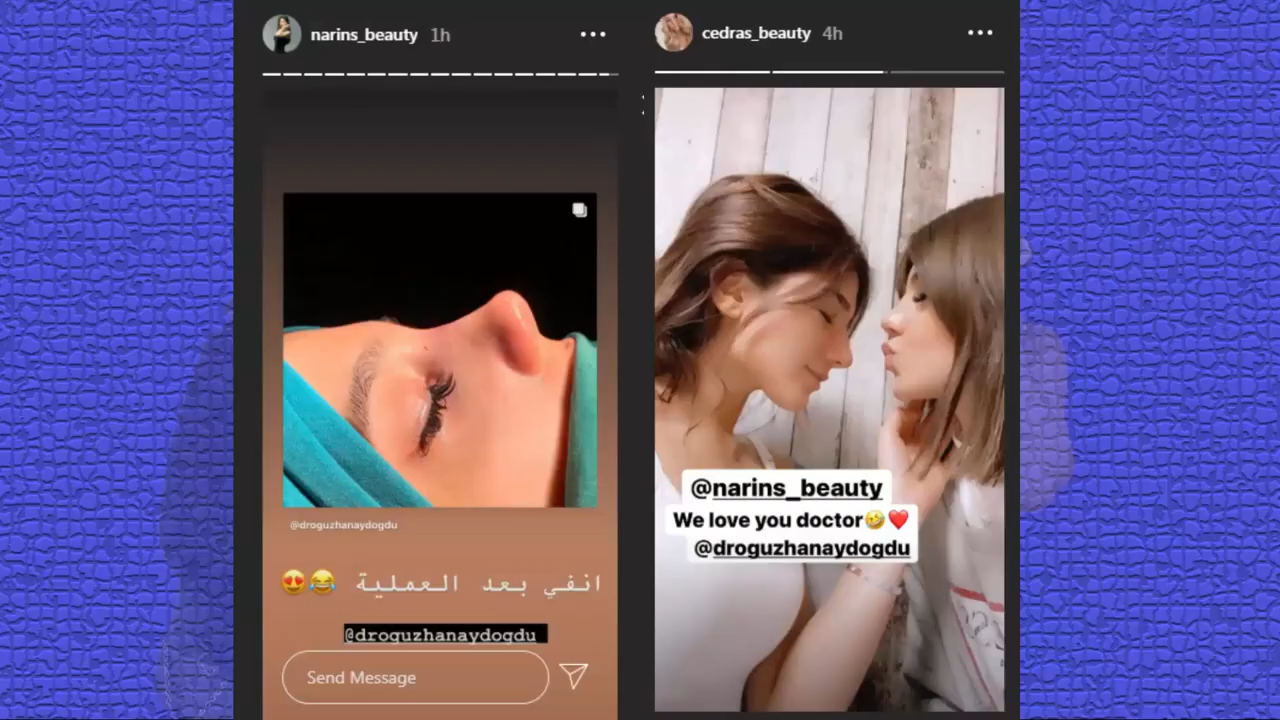 narins_beauty 1h
@droguzhanaydogdu
انفي بعد العملية 😂😍
@droguzhanaydogdu
Send Message
cedras_beauty 4h
@narins_beauty
We love you doctor🤣❤️
@droguzhanaydogdu